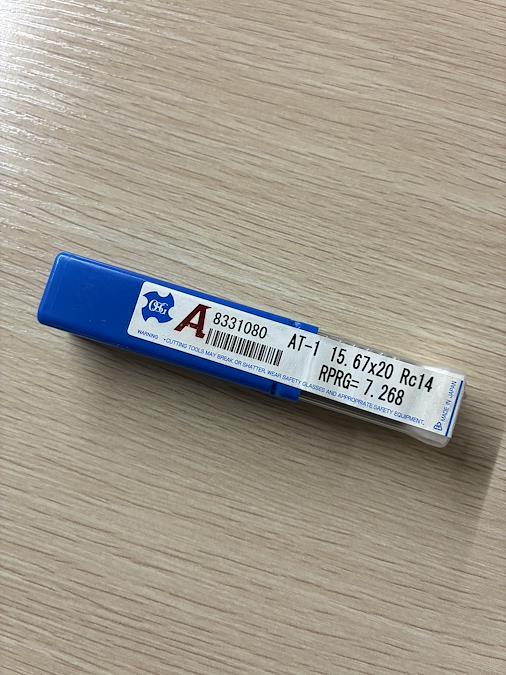 OSG
A 8331080
AT-1 15.67x20 Rc14
RPRG= 7.268
WARNING •CUTTING TOOLS MAY BREAK OR SHATTER, WEAR SAFETY GLASSES AND APPROPRIATE SAFETY EQUIPMENT.
MADE IN JAPAN